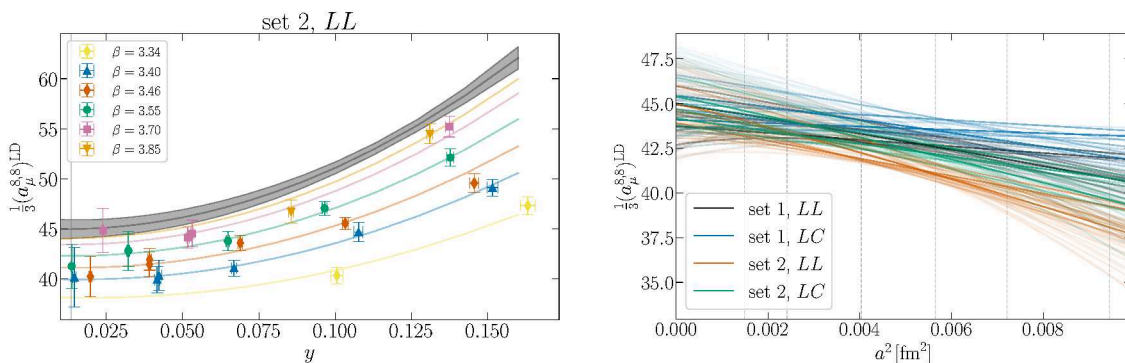 set 2, LL
1/3(a_μ^{8,8})^{LD}
60
55
50
45
40
β = 3.34
β = 3.40
β = 3.46
β = 3.55
β = 3.70
β = 3.85
0.025 0.050 0.075 0.100 0.125 0.150
y
1/3(a_μ^{8,8})^{LD}
47.5
45.0
42.5
40.0
37.5
35.0
set 1, LL
set 1, LC
set 2, LL
set 2, LC
0.000 0.002 0.004 0.006 0.008
a² [fm²]